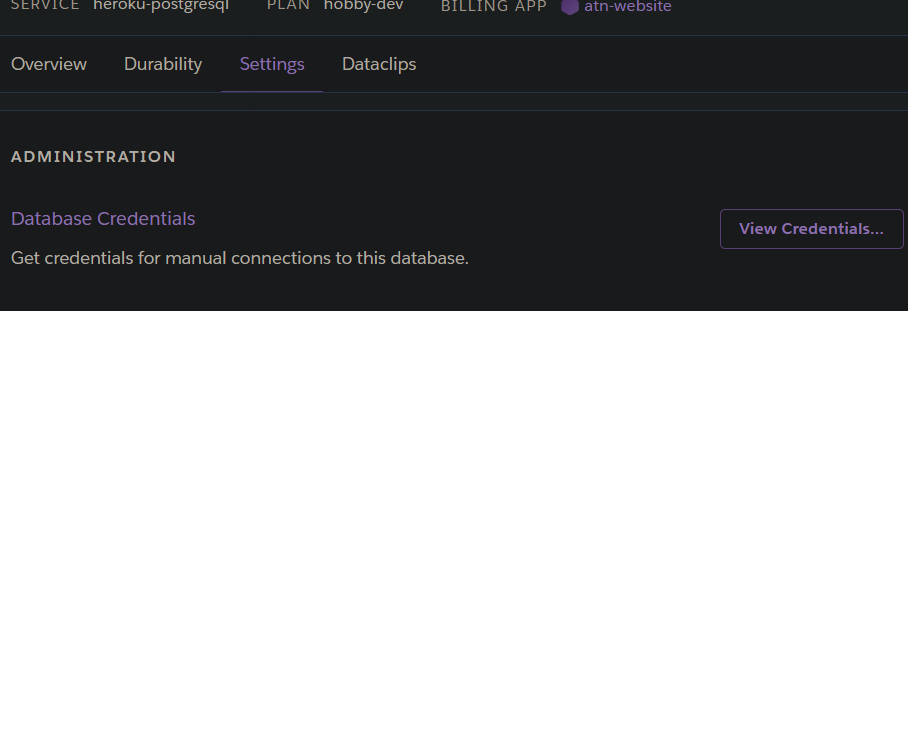 SERVICE heroku-postgresql PLAN hobby-dev BILLING APP atn-website
Overview Durability Settings Dataclips
ADMINISTRATION
Database Credentials
View Credentials...
Get credentials for manual connections to this database.